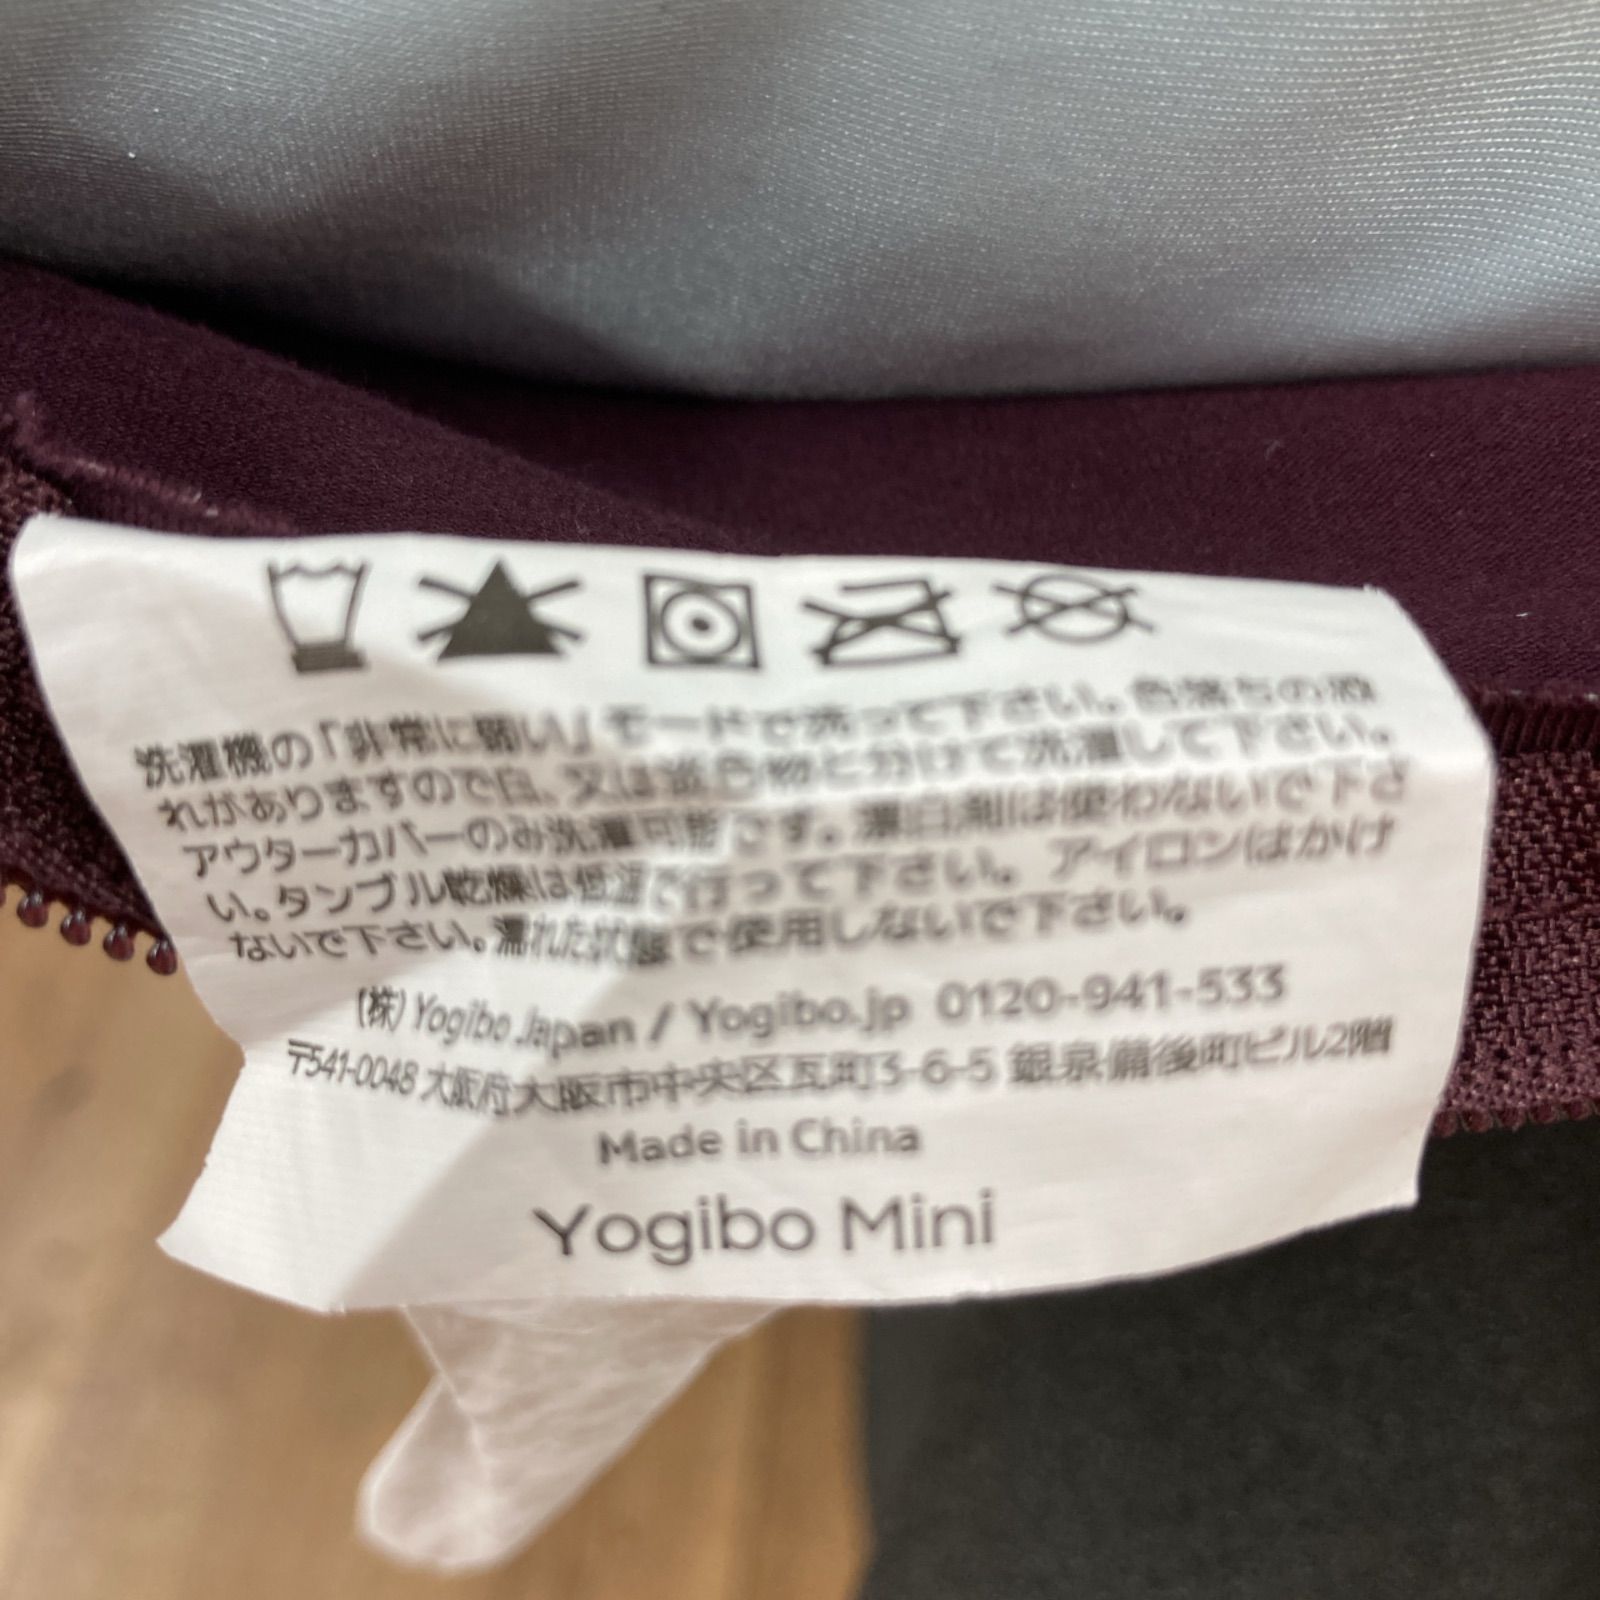 洗濯機の「非常に弱い」モードで洗って下さい。色落ちの恐
れがありますので白、又は淡色物と分けて洗濯して下さい。
アウターカバーのみ洗濯可能です。漂白剤は使わないで下さ
い。タンブル乾燥は低温で行って下さい。アイロンはかけ
ないで下さい。濡れた状態で使用しないで下さい。
(株) Yogibo Japan / Yogibo.jp 0120-941-533
〒541-0048 大阪府大阪市中央区瓦町3-6-5 銀泉備後町ビル2階
Made in China
Yogibo Mini